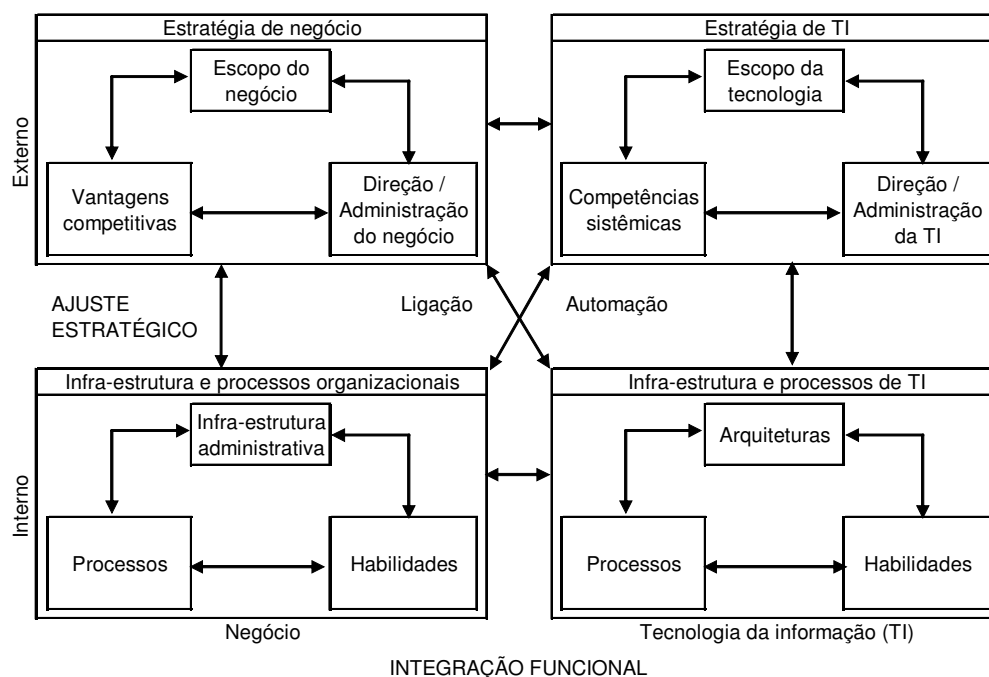 Estratégia de negócio
Escopo do
negócio
Vantagens
competitivas
Direção /
Administração
do negócio
Estratégia de TI
Escopo da
tecnologia
Competências
sistêmicas
Direção /
Administração
da TI
Externo
AJUSTE
ESTRATÉGICO
Ligação
Automação
Interno
Infra-estrutura e processos organizacionais
Infra-estrutura
administrativa
Processos
Habilidades
Infra-estrutura e processos de TI
Arquiteturas
Processos
Habilidades
Negócio
Tecnologia da informação (TI)
INTEGRAÇÃO FUNCIONAL